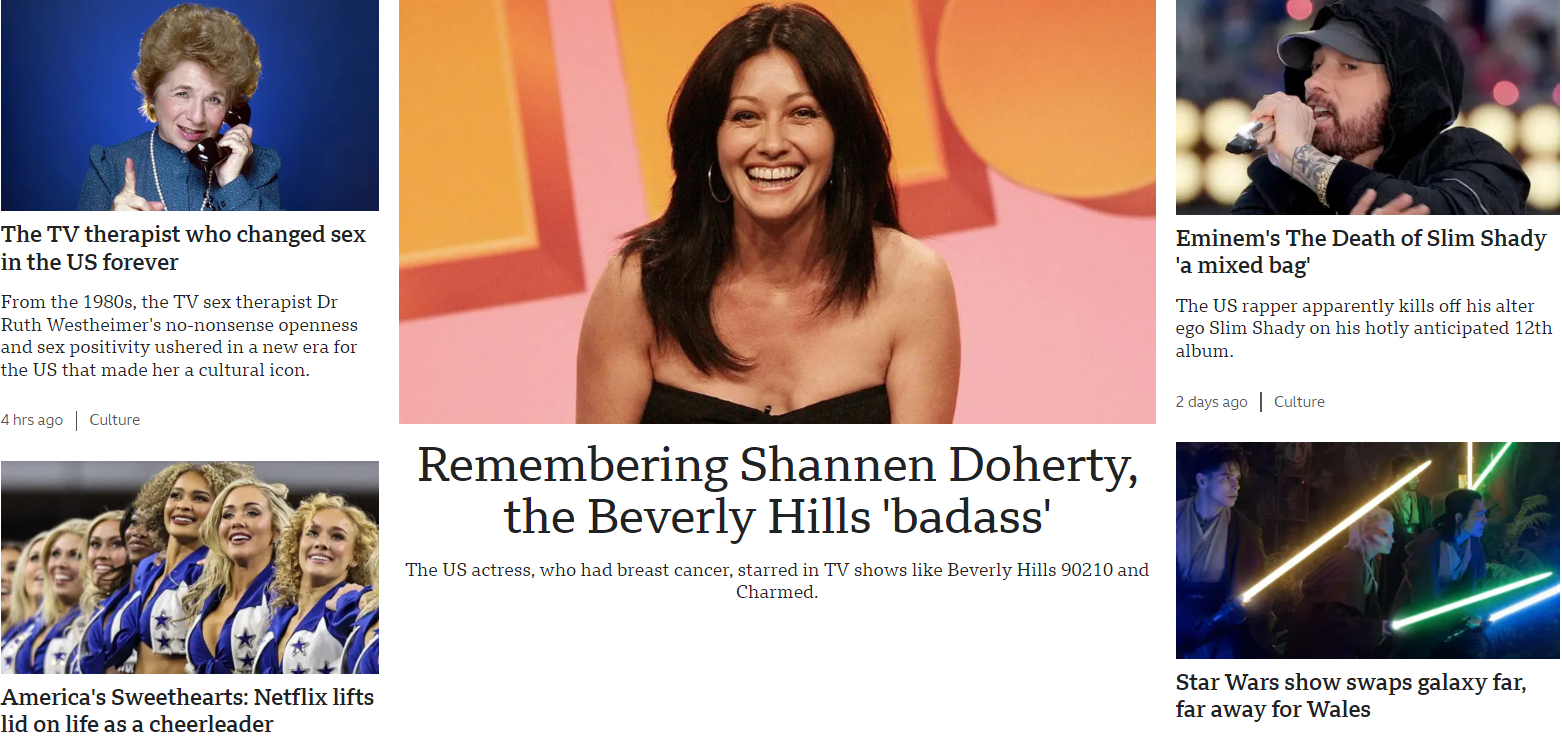 The TV therapist who changed sex
in the US forever
From the 1980s, the TV sex therapist Dr
Ruth Westheimer's no-nonsense openness
and sex positivity ushered in a new era for
the US that made her a cultural icon.
4 hrs ago | Culture
America's Sweethearts: Netflix lifts
lid on life as a cheerleader
Remembering Shannen Doherty,
the Beverly Hills 'badass'
The US actress, who had breast cancer, starred in TV shows like Beverly Hills 90210 and
Charmed.
Eminem's The Death of Slim Shady
'a mixed bag'
The US rapper apparently kills off his alter
ego Slim Shady on his hotly anticipated 12th
album.
2 days ago | Culture
Star Wars show swaps galaxy far,
far away for Wales